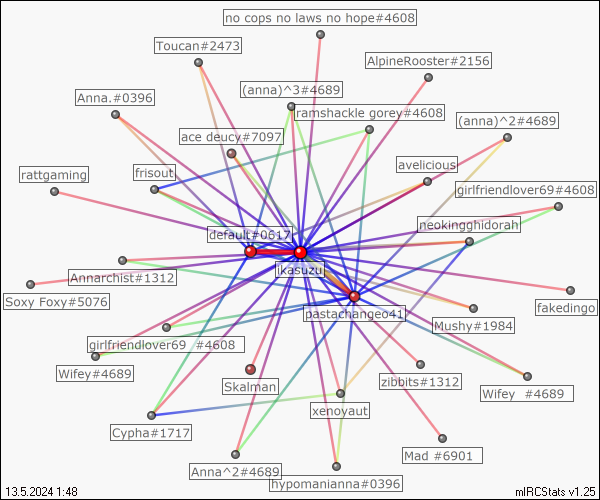 no cops no laws no hope#4608
Toucan#2473
AlpineRooster#2156
(anna)^3#4689
Anna.#0396
ramshackle gorey#4608
(anna)^2#4689
ace deucy#7097
avelicious
rattgaming
frisout
girlfriendlover69#4608
neokingghidorah
default#0617
ikasuzu
Annarchist#1312
Soxy Foxy#5076
fakedingo
pastachangeo41
Mushy#1984
girlfriendlover69 #4608
Wifey#4689
zibbits#1312
Skalman
Wifey #4689
xenoyaut
Cypha#1717
Mad #6901
Anna^2#4689
hypomanianna#0396
13.5.2024 1:48
mIRCStats v1.25